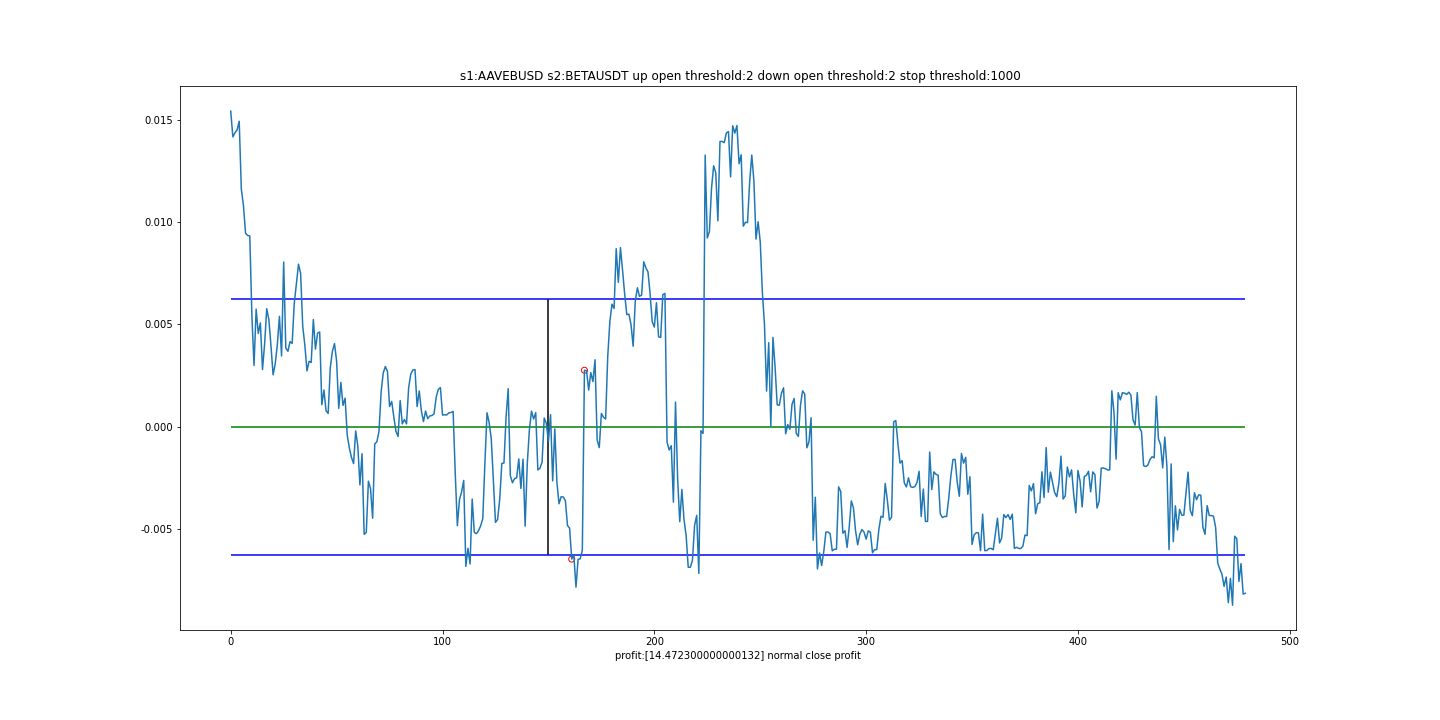 s1:AAVEBUSD s2:BETAUSDT up open threshold:2 down open threshold:2 stop threshold:1000
0.015
0.010
0.005
0.000
-0.005
0 100 200 300 400 500
profit:[14.472300000000132] normal close profit